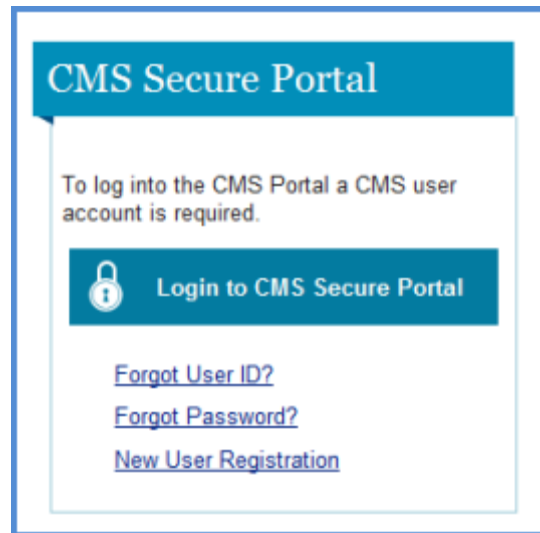 CMS Secure Portal
To log into the CMS Portal a CMS user
account is required.
Login to CMS Secure Portal
Forgot User ID?
Forgot Password?
New User Registration